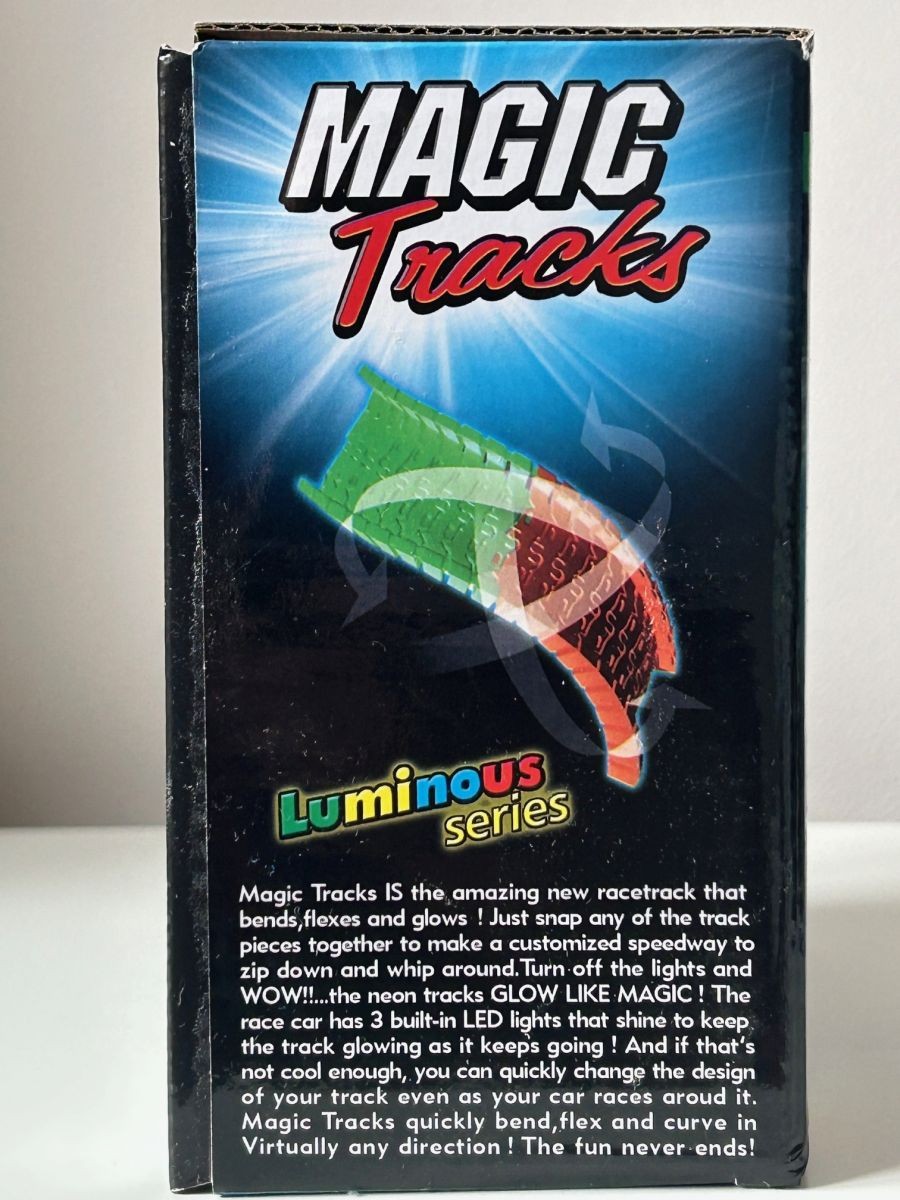 MAGIC
Tracks
Luminous
series
Magic Tracks IS the amazing new racetrack that
bends,flexes and glows ! Just snap any of the track
pieces together to make a customized speedway to
zip down and whip around.Turn off the lights and
WOW!!...the neon tracks GLOW LIKE MAGIC ! The
race car has 3 built-in LED lights that shine to keep
the track glowing as it keeps going ! And if that's
not cool enough, you can quickly change the design
of your track even as your car races aroud it.
Magic Tracks quickly bend,flex and curve in
Virtually any direction ! The fun never ends!